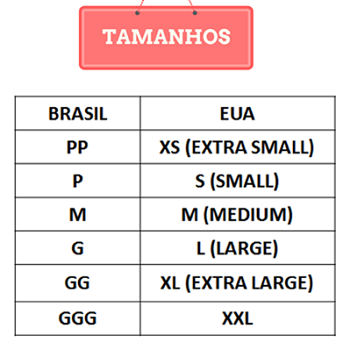 TAMANHOS
BRASIL EUA
PP XS (EXTRA SMALL)
P S (SMALL)
M M (MEDIUM)
G L (LARGE)
GG XL (EXTRA LARGE)
GGG XXL